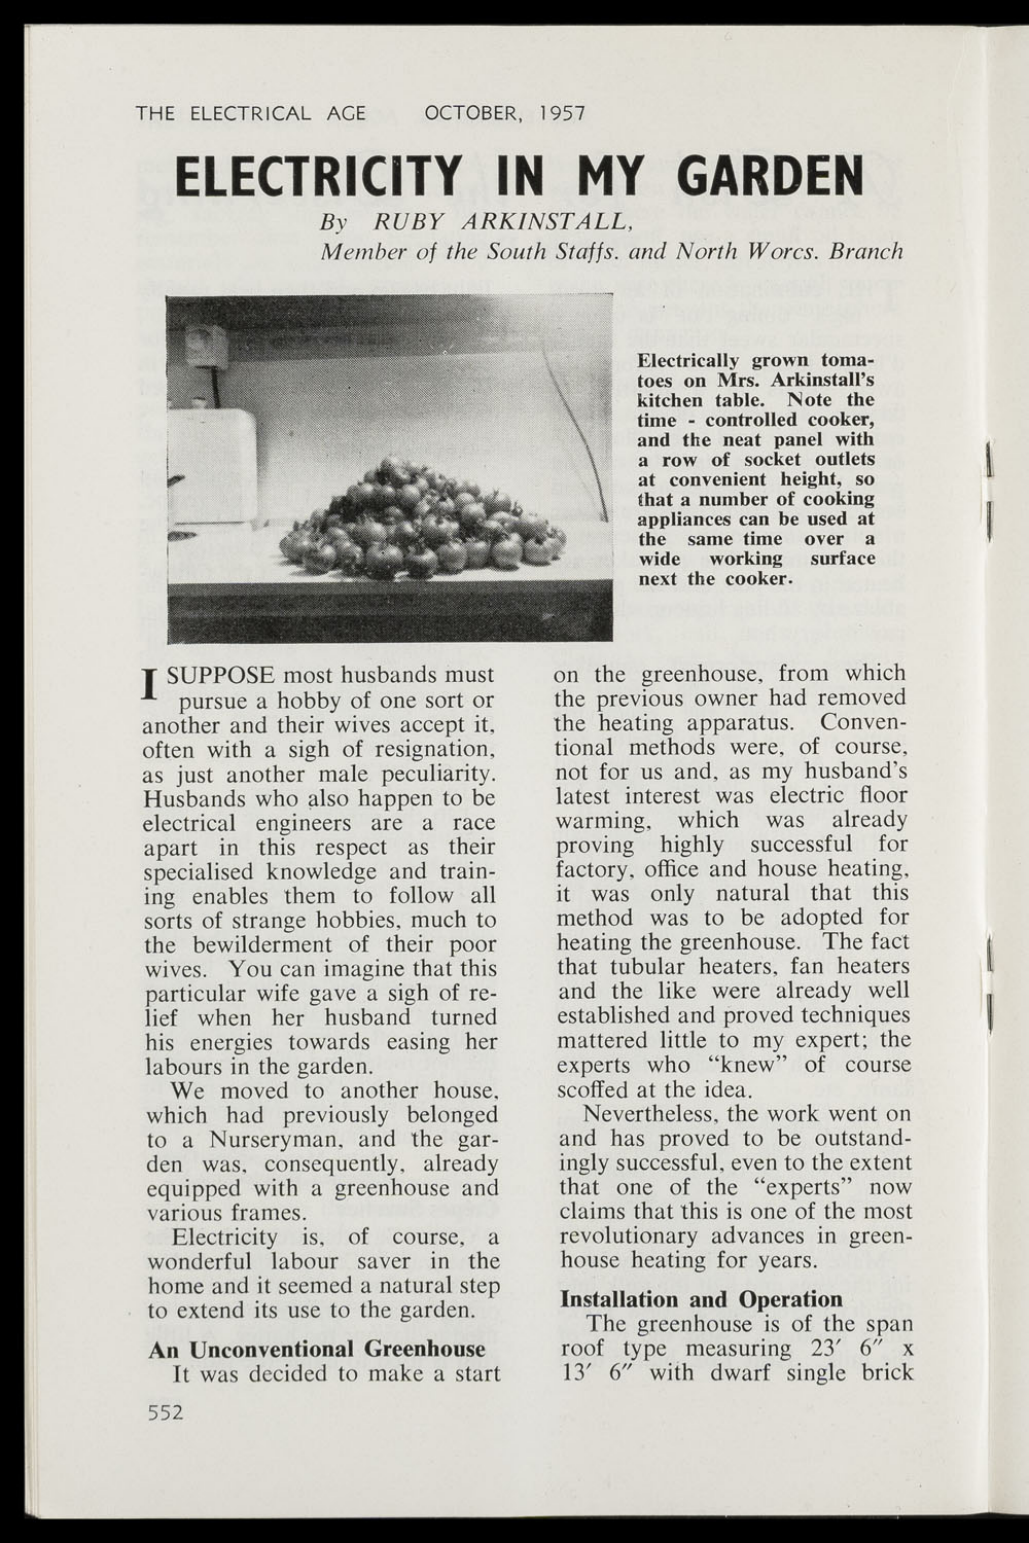 THE ELECTRICAL AGE OCTOBER, 1957
ELECTRICITY IN MY GARDEN
By RUBY ARKINSTALL,
Member of the South Staffs. and North Worcs. Branch
Electrically grown toma-
toes on Mrs. Arkinstall's
kitchen table. Note the
time - controlled cooker,
and the neat panel with
a row of socket outlets
at convenient height, so
that a number of cooking
appliances can be used at
the same time over a
wide working surface
next the cooker.
I SUPPOSE most husbands must
pursue a hobby of one sort or
another and their wives accept it,
often with a sigh of resignation,
as just another male peculiarity.
Husbands who also happen to be
electrical engineers are a race
apart in this respect as their
specialised knowledge and train-
ing enables them to follow all
sorts of strange hobbies, much to
the bewilderment of their poor
wives. You can imagine that this
particular wife gave a sigh of re-
lief when her husband turned
his energies towards easing her
labours in the garden.
We moved to another house,
which had previously belonged
to a Nurseryman, and the gar-
den was, consequently, already
equipped with a greenhouse and
various frames.
Electricity is, of course, a
wonderful labour saver in the
home and it seemed a natural step
to extend its use to the garden.
An Unconventional Greenhouse
It was decided to make a start
on the greenhouse, from which
the previous owner had removed
the heating apparatus. Conven-
tional methods were, of course,
not for us and, as my husband's
latest interest was electric floor
warming, which was already
proving highly successful for
factory, office and house heating,
it was only natural that this
method was to be adopted for
heating the greenhouse. The fact
that tubular heaters, fan heaters
and the like were already well
established and proved techniques
mattered little to my expert; the
experts who “knew” of course
scoffed at the idea.
Nevertheless, the work went on
and has proved to be outstand-
ingly successful, even to the extent
that one of the “experts” now
claims that this is one of the most
revolutionary advances in green-
house heating for years.
Installation and Operation
The greenhouse is of the span
roof type measuring 23′ 6″ x
13′ 6″ with dwarf single brick
552